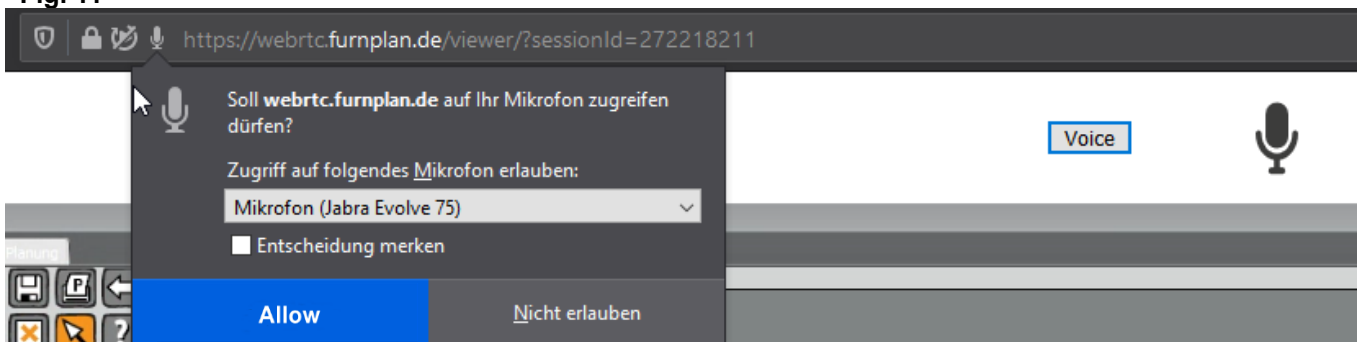 https://webrtc.furnplan.de/viewer/?sessionId=272218211
Soll webrtc.furnplan.de auf Ihr Mikrofon zugreifen
dürfen?
Voice
Zugriff auf folgendes Mikrofon erlauben:
Mikrofon (Jabra Evolve 75)
Entscheidung merken
Planung
P
?
Allow
Nicht erlauben